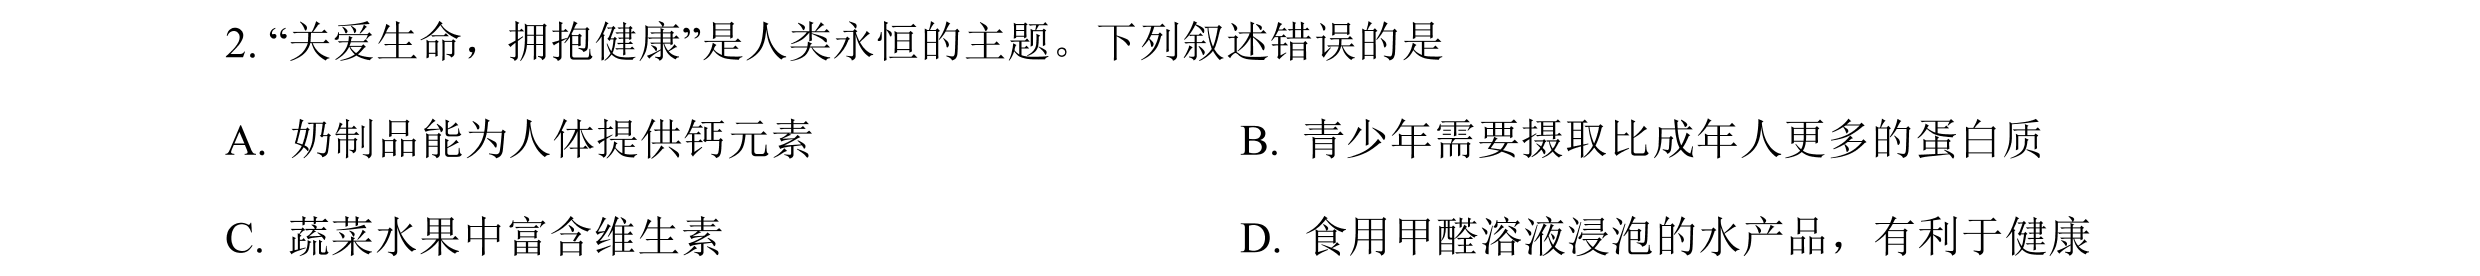 2. “关爱生命，拥抱健康”是人类永恒的主题。下列叙述错误的是
A. 奶制品能为人体提供钙元素 B. 青少年需要摄取比成年人更多的蛋白质
C. 蔬菜水果中富含维生素 D. 食用甲醛溶液浸泡的水产品，有利于健康